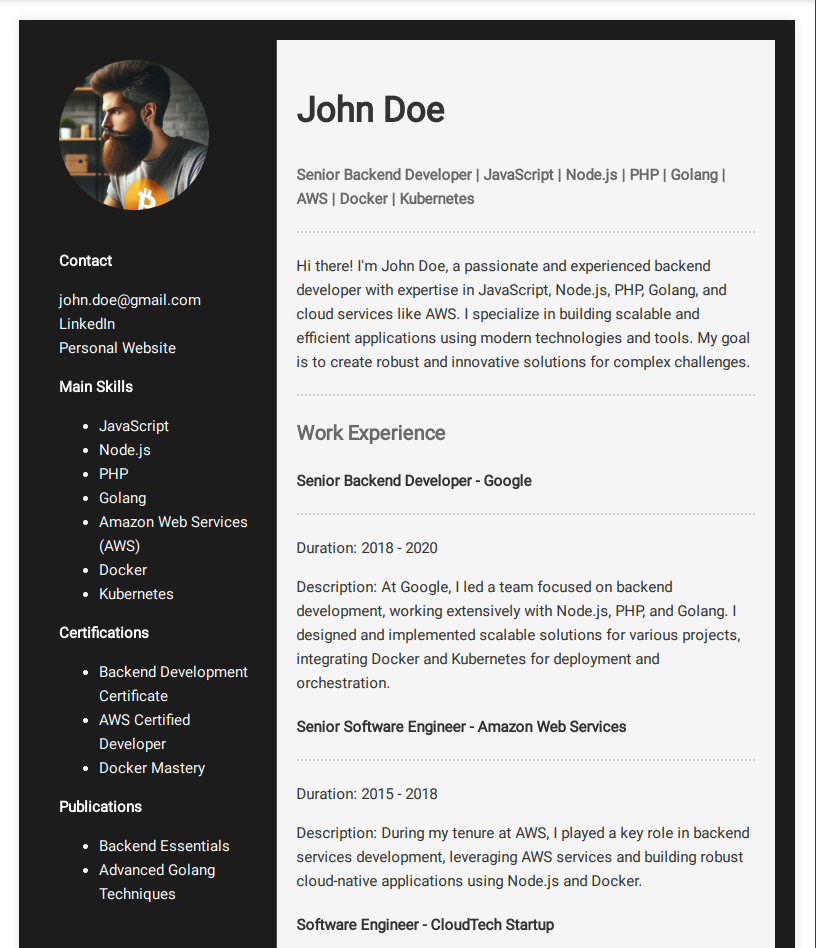 Contact
john.doe@gmail.com
LinkedIn
Personal Website
Main Skills
JavaScript
Node.js
PHP
Golang
Amazon Web Services
(AWS)
Docker
Kubernetes
Certifications
Backend Development
Certificate
AWS Certified
Developer
Docker Mastery
Publications
Backend Essentials
Advanced Golang
Techniques
John Doe
Senior Backend Developer | JavaScript | Node.js | PHP | Golang |
AWS | Docker | Kubernetes
Hi there! I'm John Doe, a passionate and experienced backend
developer with expertise in JavaScript, Node.js, PHP, Golang, and
cloud services like AWS. I specialize in building scalable and
efficient applications using modern technologies and tools. My goal
is to create robust and innovative solutions for complex challenges.
Work Experience
Senior Backend Developer - Google
Duration: 2018 - 2020
Description: At Google, I led a team focused on backend
development, working extensively with Node.js, PHP, and Golang. I
designed and implemented scalable solutions for various projects,
integrating Docker and Kubernetes for deployment and
orchestration.
Senior Software Engineer - Amazon Web Services
Duration: 2015 - 2018
Description: During my tenure at AWS, I played a key role in backend
services development, leveraging AWS services and building robust
cloud-native applications using Node.js and Docker.
Software Engineer - CloudTech Startup